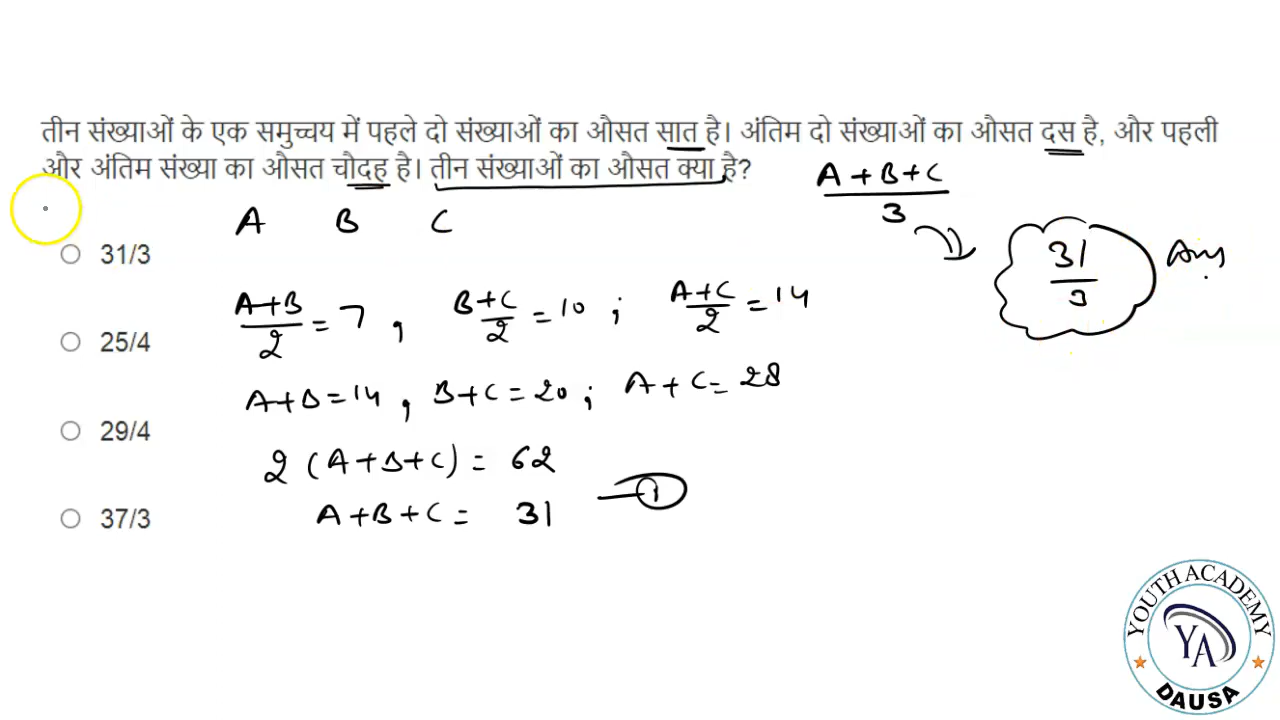 तीन संख्याओं के एक समुच्चय में पहले दो संख्याओं का औसत सात है। अंतिम दो संख्याओं का औसत दस है, और पहली
और अंतिम संख्या का औसत चौदह है। तीन संख्याओं का औसत क्या है?
A+B+C
3
A B C
31/3
31
3
Ans
A+B/2 = 7 , B+C/2 = 10 ; A+C/2 = 14
25/4
A+B=14 , B+C=20 ; A+C=28
29/4
2 (A+B+C) = 62
A+B+C = 31 —①
37/3
YOUTH ACADEMY
YA
DAUSA